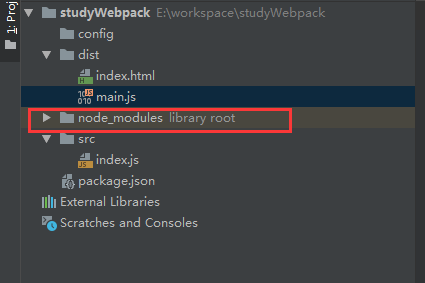 1: Proj
studyWebpack E:\workspace\studyWebpack
config
dist
index.html
main.js
node_modules library root
src
index.js
package.json
External Libraries
Scratches and Consoles